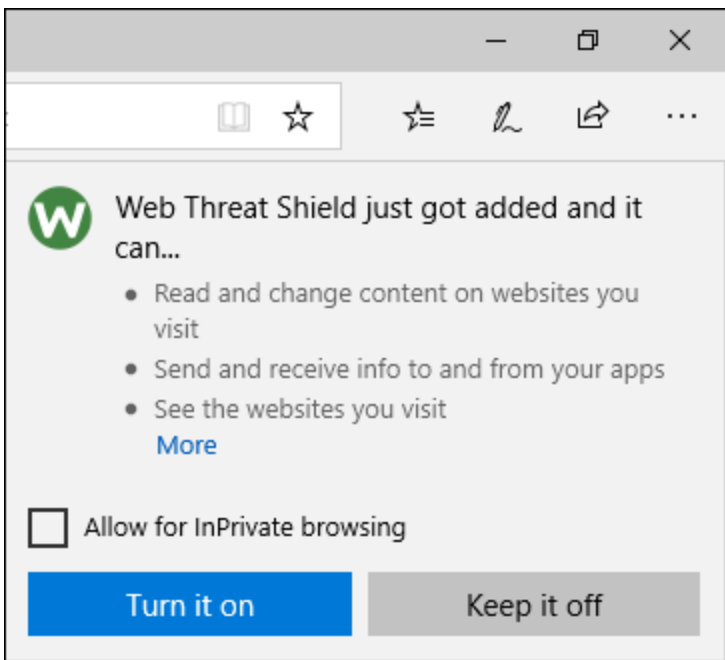 W
Web Threat Shield just got added and it
can...
• Read and change content on websites you
visit
• Send and receive info to and from your apps
• See the websites you visit
More
Allow for InPrivate browsing
Turn it on
Keep it off